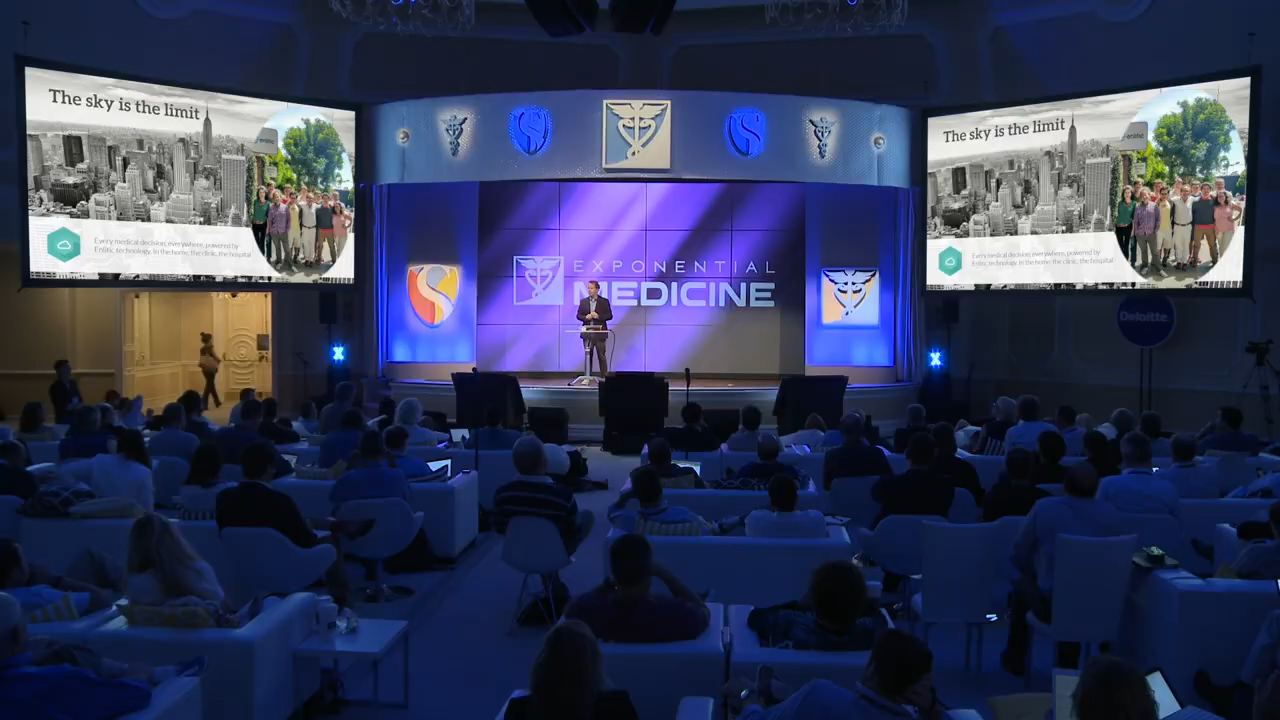 The sky is the limit
enlitic
Every medical decision, everywhere, powered by
Enlitic technology. In the home, the clinic, the hospital
EXPONENTIAL
MEDICINE
The sky is the limit
enlitic
Every medical decision, everywhere, powered by
Enlitic technology. In the home, the clinic, the hospital
Deloitte.